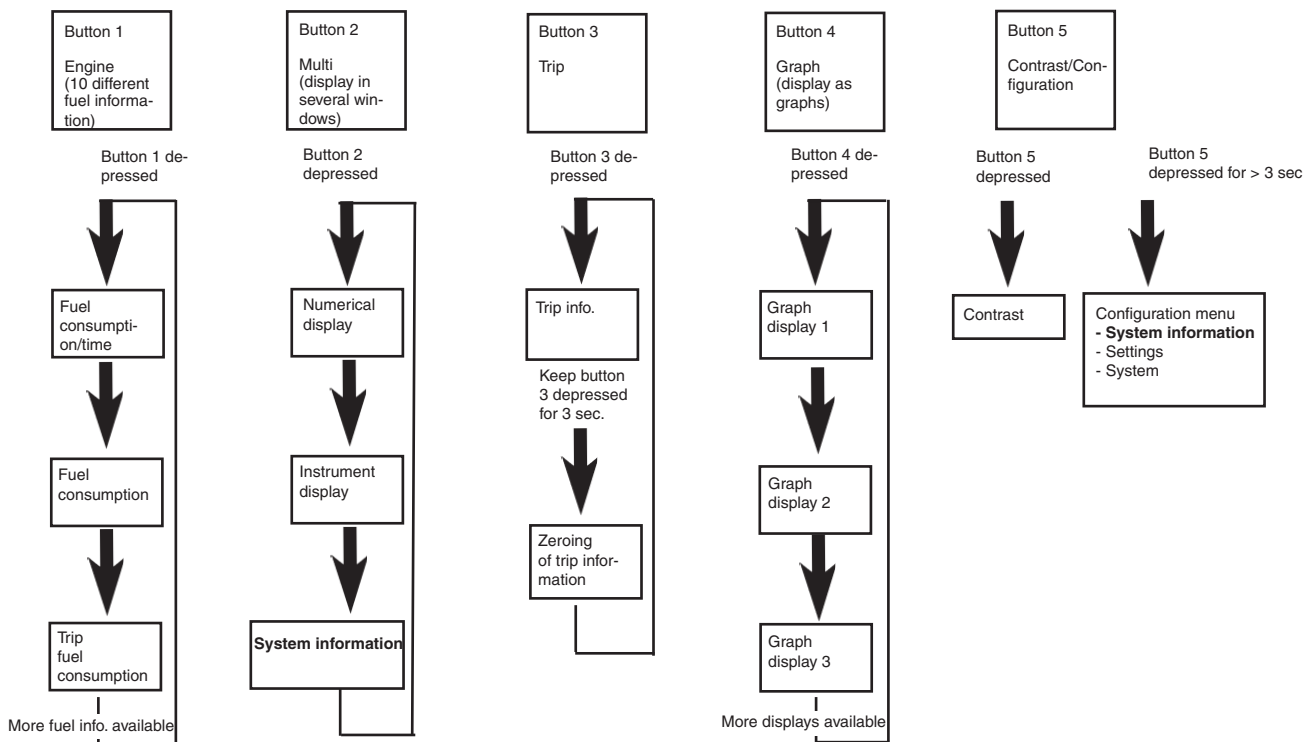 Button 1
Engine
(10 different
fuel informa-
tion)
Button 1 de-
pressed
Fuel
consumpti-
on/time
Fuel
consumption
Trip
fuel
consumption
More fuel info. available
Button 2
Multi
(display in
several win-
dows)
Button 2
depressed
Numerical
display
Instrument
display
System information
Button 3
Trip
Button 3 de-
pressed
Trip info.
Keep button
3 depressed
for 3 sec.
Zeroing
of trip infor-
mation
Button 4
Graph
(display as
graphs)
Button 4 de-
pressed
Graph
display 1
Graph
display 2
Graph
display 3
More displays available
Button 5
Contrast/Con-
figuration
Button 5
depressed
Contrast
Button 5
depressed for > 3 sec
Configuration menu
- System information
- Settings
- System